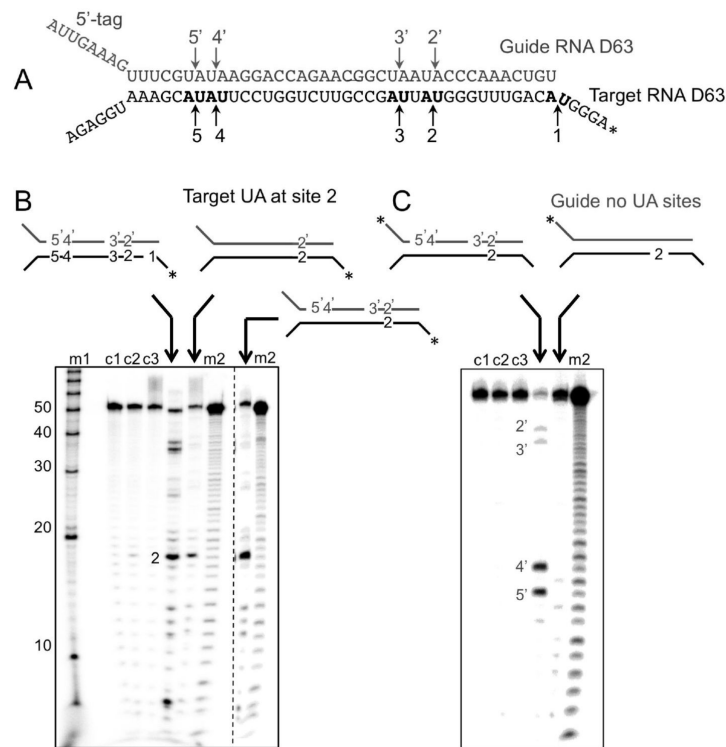 5'-tag
AUUGAAAG
5' 4' 3' 2'
Guide RNA D63
A
UUUCGUAUAAGGACCAGAACGGCUAAUACCCAAACUGU
AAAGCAUAUUCCUGGUCUUGCCGAUUAUGGGUUUGACAUGGGA*
Target RNA D63
AGAGGU
5 4 3 2 1
B
Target UA at site 2
C
Guide no UA sites
5'4' 3'-2'
5-4 3-2 1 *
2'
2 *
* 5'4' 3'-2'
2
*
2
5'4' 3'-2'
2 *
m1 c1 c2 c3 m2 m2
50
40
30
20
10
2
c1 c2 c3 m2
2'
3'
4'
5'